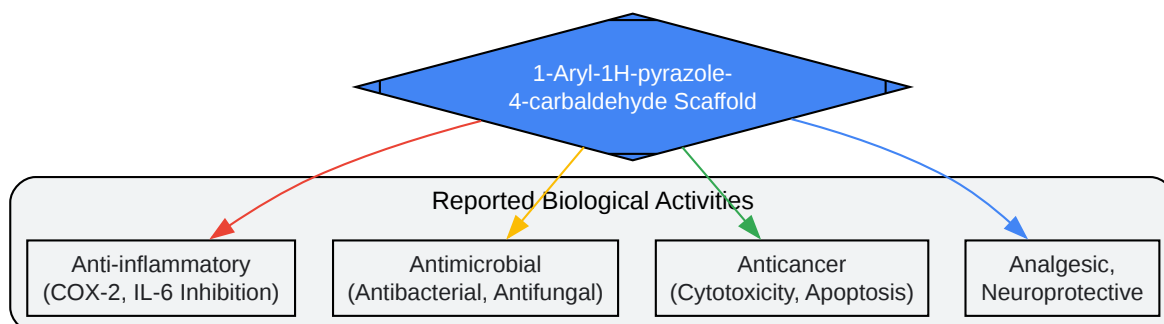 1-Aryl-1H-pyrazole-
4-carbaldehyde Scaffold
Reported Biological Activities
Anti-inflammatory
(COX-2, IL-6 Inhibition)
Antimicrobial
(Antibacterial, Antifungal)
Anticancer
(Cytotoxicity, Apoptosis)
Analgesic,
Neuroprotective